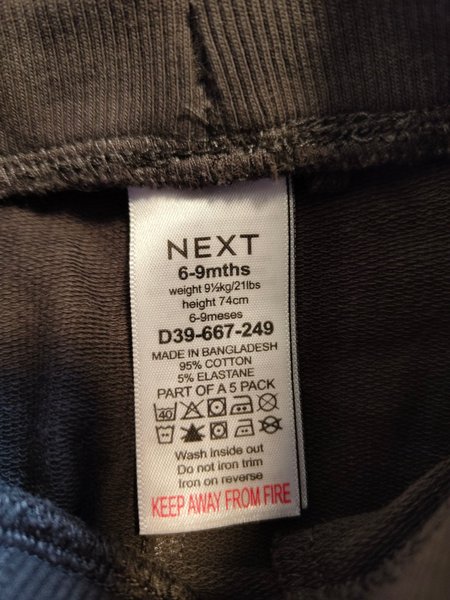 NEXT
6-9mths
weight 9½kg/21lbs
height 74cm
6-9meses
D39-667-249
MADE IN BANGLADESH
95% COTTON
5% ELASTANE
PART OF A 5 PACK
40
Wash inside out
Do not iron trim
Iron on reverse
KEEP AWAY FROM FIRE